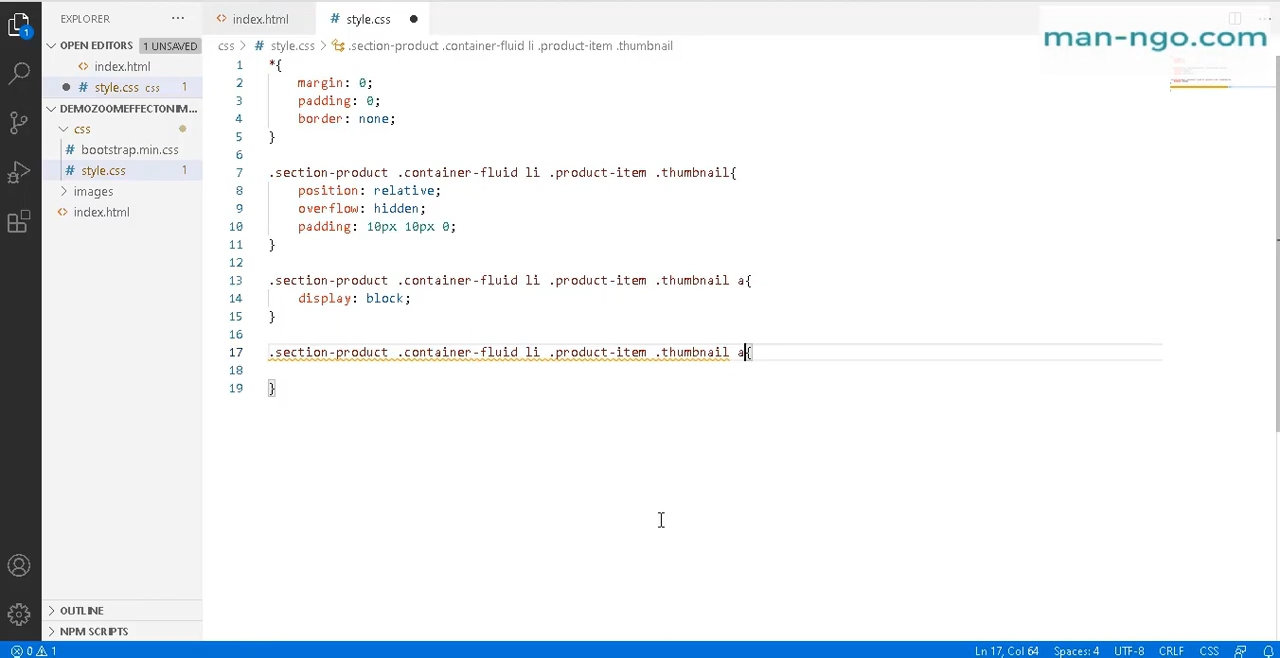 EXPLORER ···
index.html
# style.css ●
man-ngo.com
OPEN EDITORS 1 UNSAVED
index.html
● # style.css css 1
DEMOZOOMEFFECTONIM...
css
# bootstrap.min.css
# style.css 1
images
index.html
css > # style.css > .section-product .container-fluid li .product-item .thumbnail
1 *{
2 margin: 0;
3 padding: 0;
4 border: none;
5 }
6
7 .section-product .container-fluid li .product-item .thumbnail{
8 position: relative;
9 overflow: hidden;
10 padding: 10px 10px 0;
11 }
12
13 .section-product .container-fluid li .product-item .thumbnail a{
14 display: block;
15 }
16
17 .section-product .container-fluid li .product-item .thumbnail a{
18
19 }
1
OUTLINE
NPM SCRIPTS
0 1
Ln 17, Col 64 Spaces: 4 UTF-8 CRLF CSS